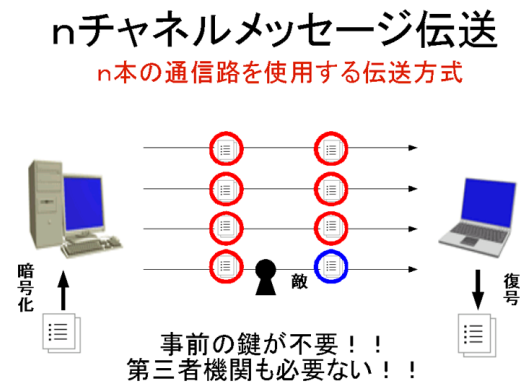 nチャネルメッセージ伝送
n本の通信路を使用する伝送方式
敵
暗号化
復号
事前の鍵が不要！！
第三者機関も必要ない！！